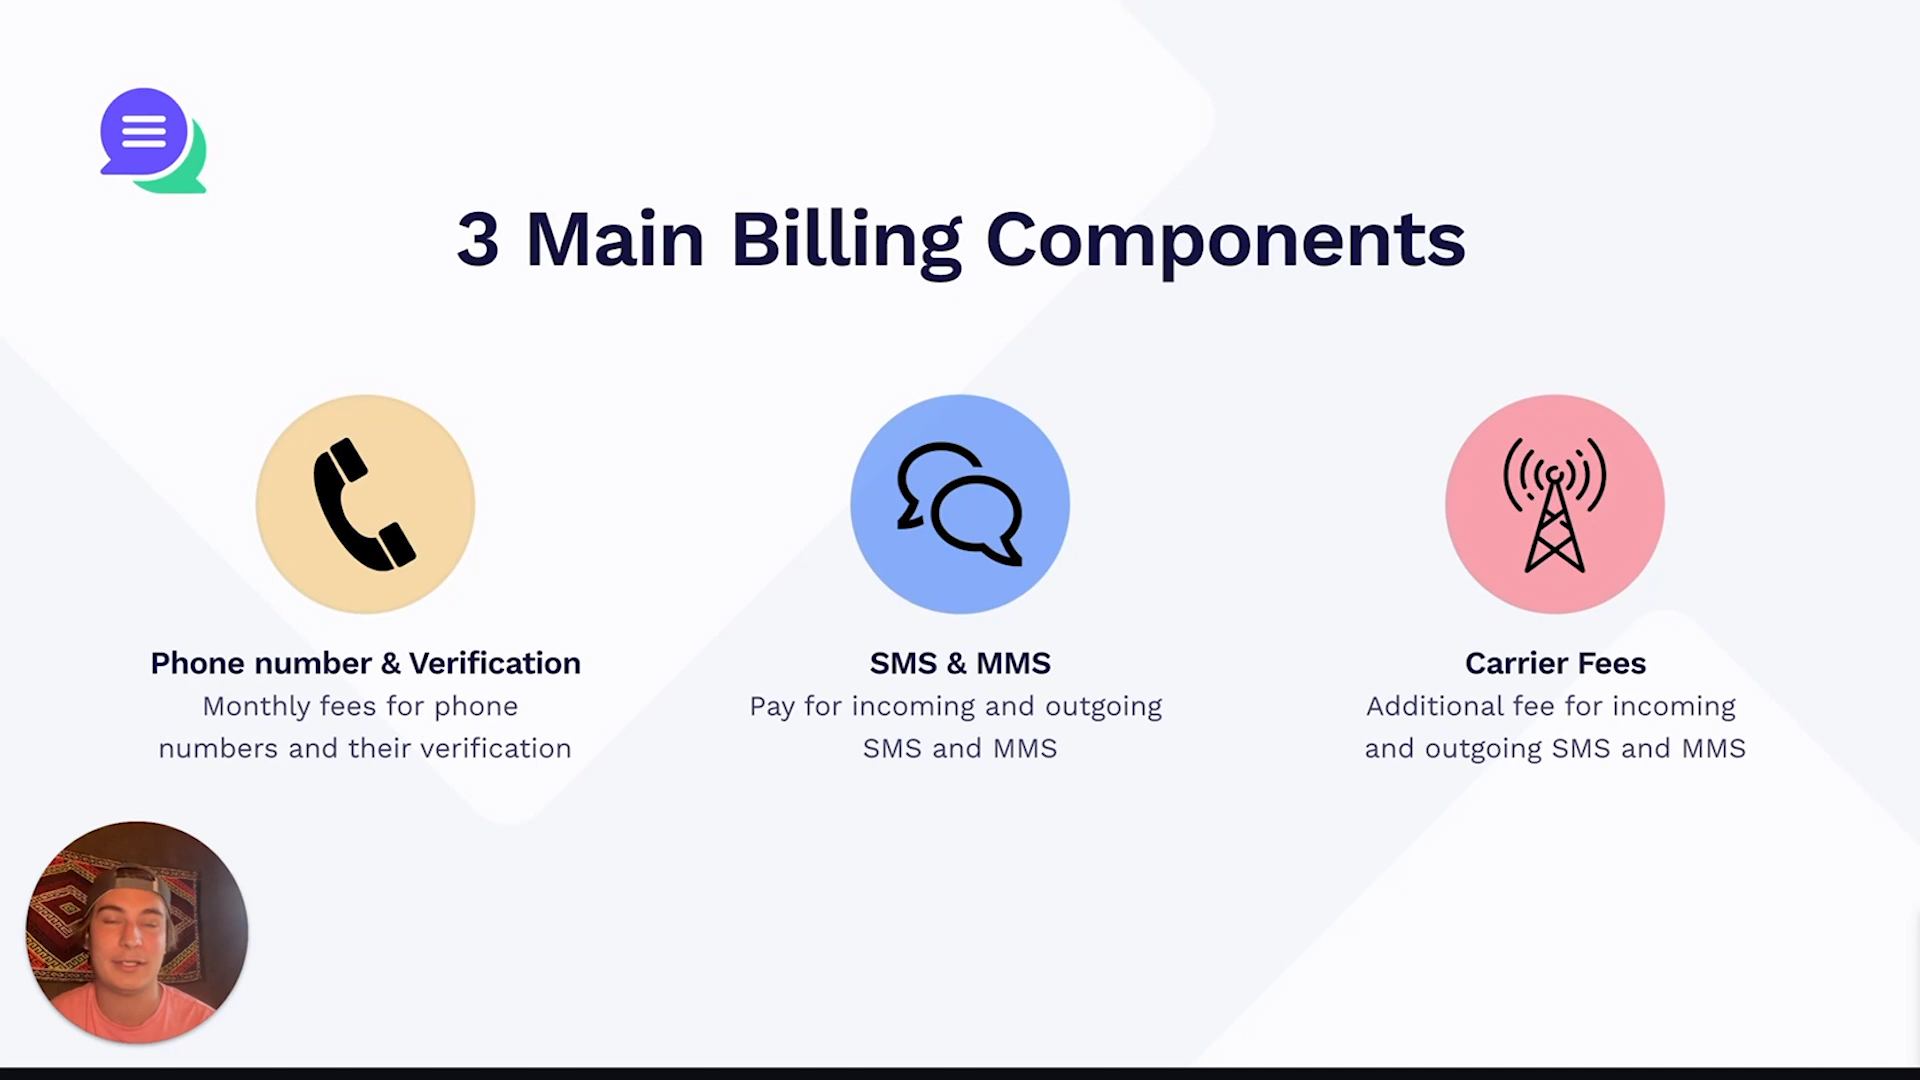 3 Main Billing Components
Phone number & Verification
Monthly fees for phone
numbers and their verification
SMS & MMS
Pay for incoming and outgoing
SMS and MMS
Carrier Fees
Additional fee for incoming
and outgoing SMS and MMS